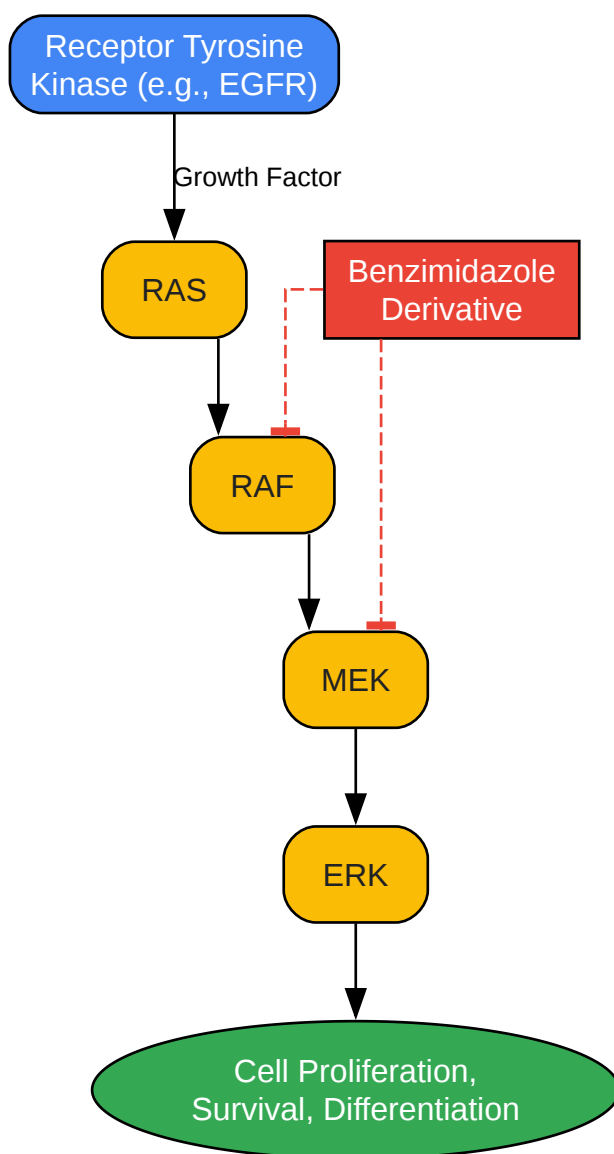 Receptor Tyrosine
Kinase (e.g., EGFR)
Growth Factor
RAS
Benzimidazole
Derivative
RAF
MEK
ERK
Cell Proliferation,
Survival, Differentiation